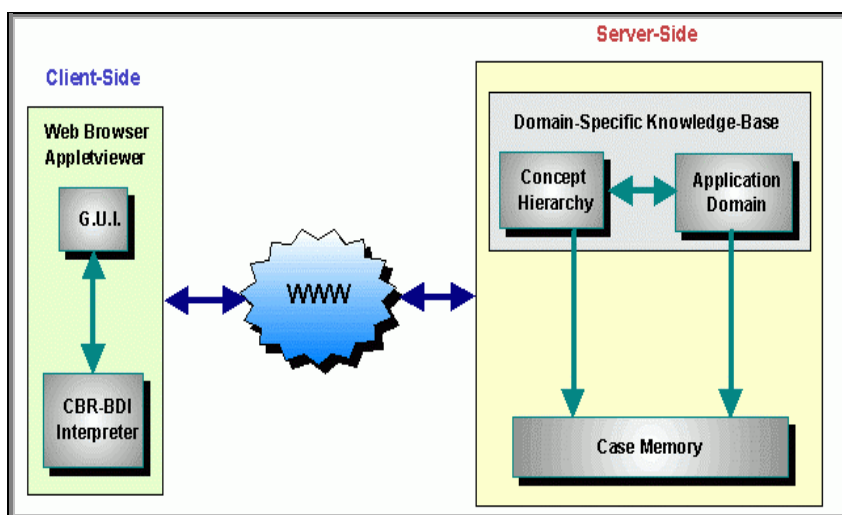 Server-Side
Client-Side
Web Browser
Appletviewer
G.U.I.
CBR-BDI
Interpreter
WWW
Domain-Specific Knowledge-Base
Concept
Hierarchy
Application
Domain
Case Memory